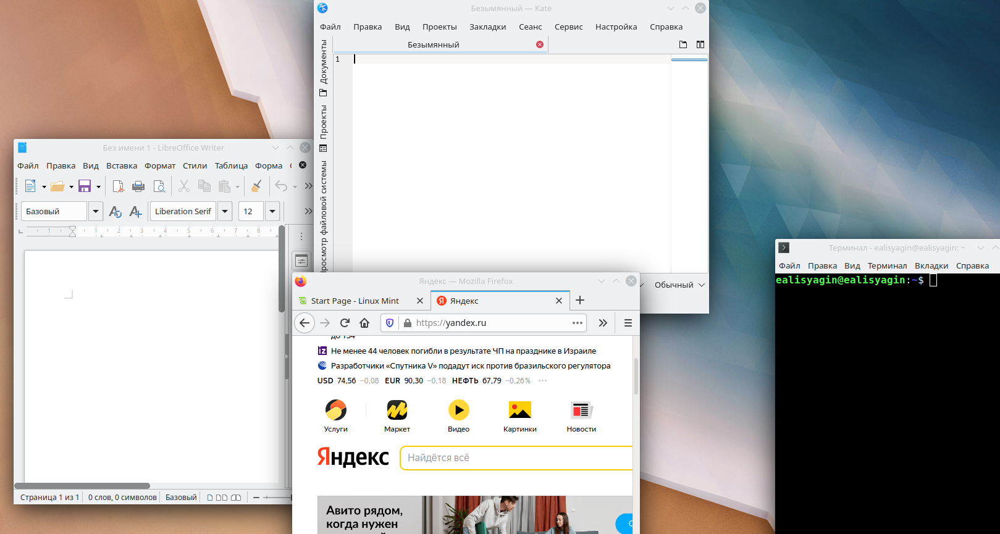 Безымянный — Kate
Файл Правка Вид Проекты Закладки Сеанс Сервис Настройка Справка
Безымянный
1
Документы
Проекты
Просмотр файловой системы
Обычный
Без имени 1 - LibreOffice Writer
Файл Правка Вид Вставка Формат Стили Таблица Форма
Базовый Liberation Serif 12
1 1 2 3 4 5 6 7 8
Страница 1 из 1 0 слов, 0 символов Базовый
Яндекс — Mozilla Firefox
Start Page - Linux Mint Яндекс
https://yandex.ru
до 154
Не менее 44 человек погибли в результате ЧП на празднике в Израиле
Разработчики «Спутника V» подадут иск против бразильского регулятора
USD 74,56 −0,08 EUR 90,30 −0,18 НЕФТЬ 67,79 −0,26%
Услуги Маркет Видео Картинки Новости
Яндекс Найдётся всё
Авито рядом,
когда нужен
Терминал - ealisyagin@ealisyagin: ~
Файл Правка Вид Терминал Вкладки Справка
ealisyagin@ealisyagin:~$